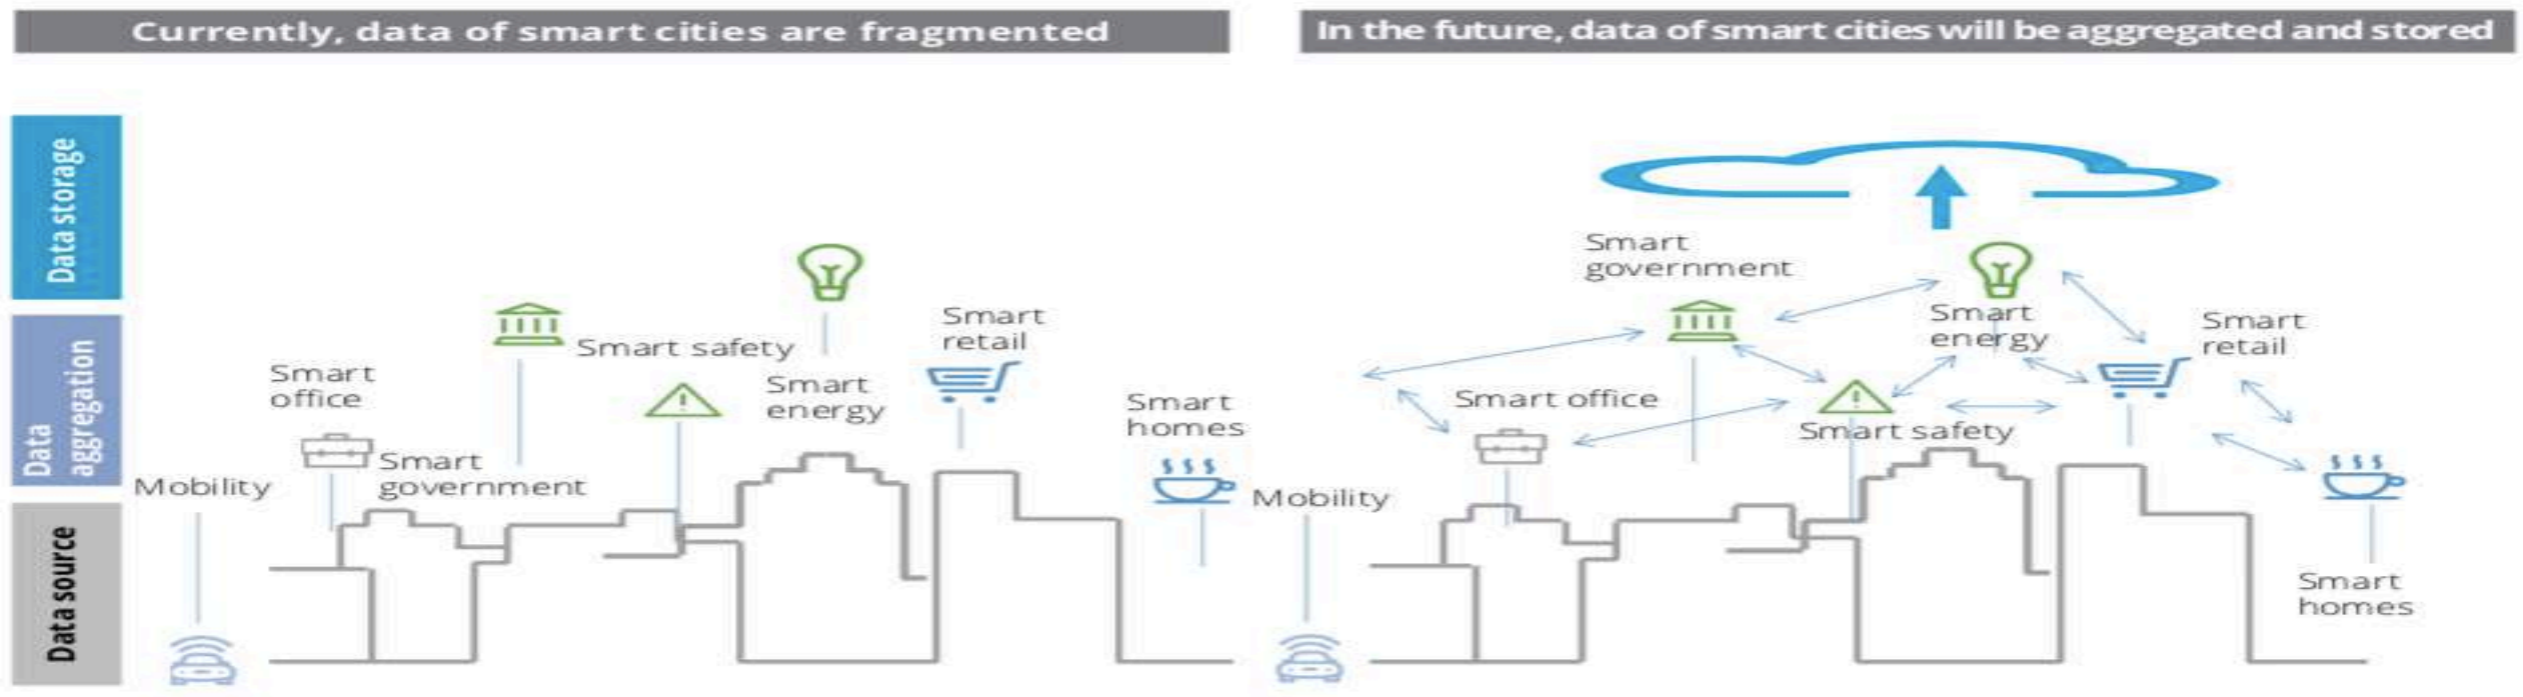 Currently, data of smart cities are fragmented
In the future, data of smart cities will be aggregated and stored
Data storage
Data
aggregation
Data source
Mobility
Smart
office
Smart
government
Smart safety
Smart
energy
Smart
retail
Smart
homes
Mobility
Smart office
Smart
government
Smart safety
Smart
energy
Smart
retail
Smart
homes